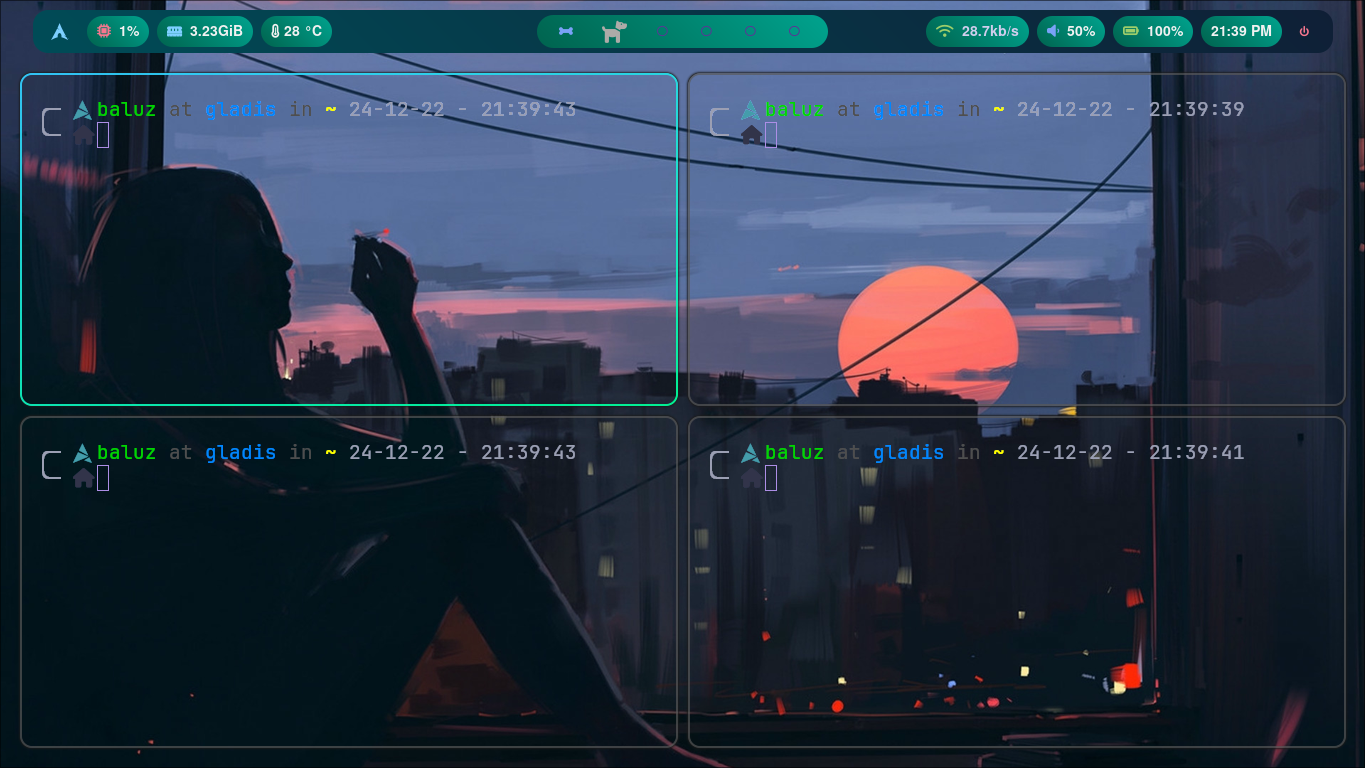 1% 3.23GiB 28 °C 28.7kb/s 50% 100% 21:39 PM
baluz at gladis in ~ 24-12-22 - 21:39:43
baluz at gladis in ~ 24-12-22 - 21:39:39
baluz at gladis in ~ 24-12-22 - 21:39:43
baluz at gladis in ~ 24-12-22 - 21:39:41